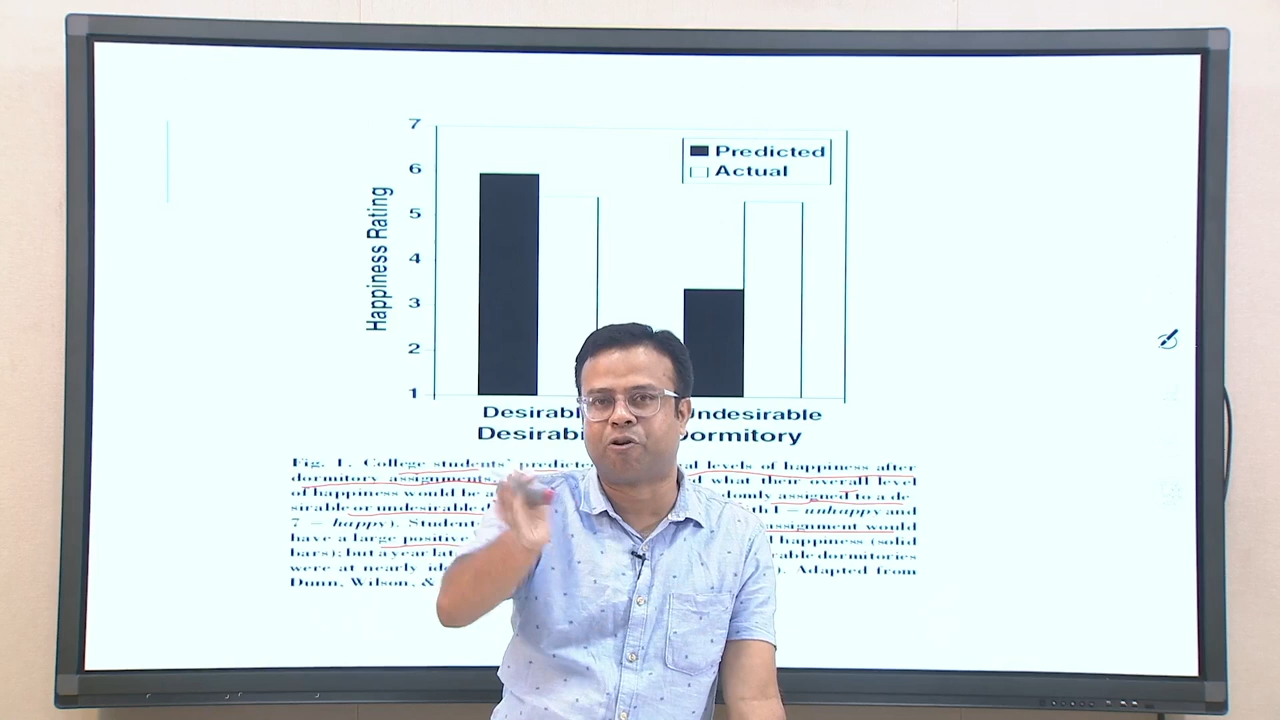 7
6
5
4
3
2
1
Happiness Rating
Predicted
Actual
Desirabl ndesirable
Desirabi ormitory
Fig. 1. College students' predicte al levels of happiness after
dormitory assignments. d what their overall level
of happiness would be a domly assigned to a de
sirable or undesirable d th 1 – unhappy and
7 – happy). Student assignment would
have a large positive l happiness (solid
bars); but a year lat rable dormitories
were at nearly ide ). Adapted from
Dunn, Wilson, &